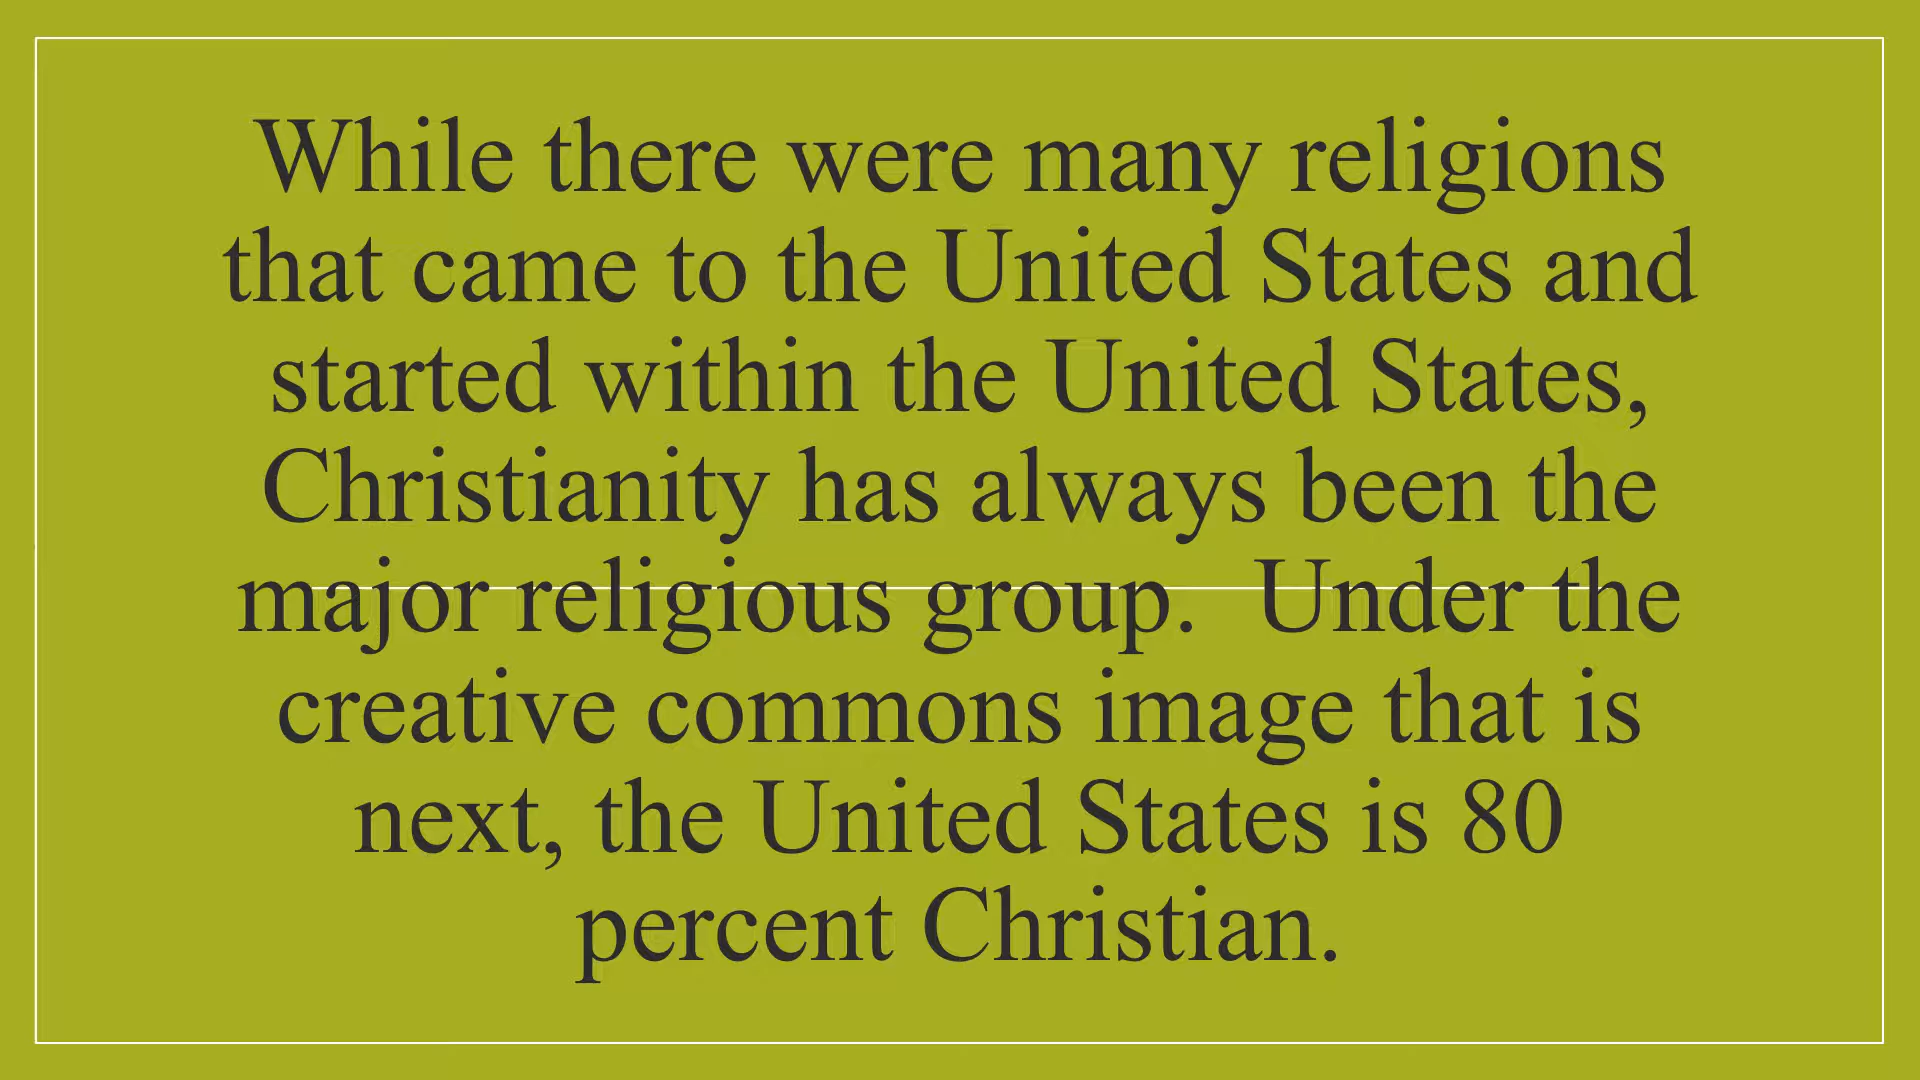 While there were many religions
that came to the United States and
started within the United States,
Christianity has always been the
major religious group.  Under the
creative commons image that is
next, the United States is 80
percent Christian.